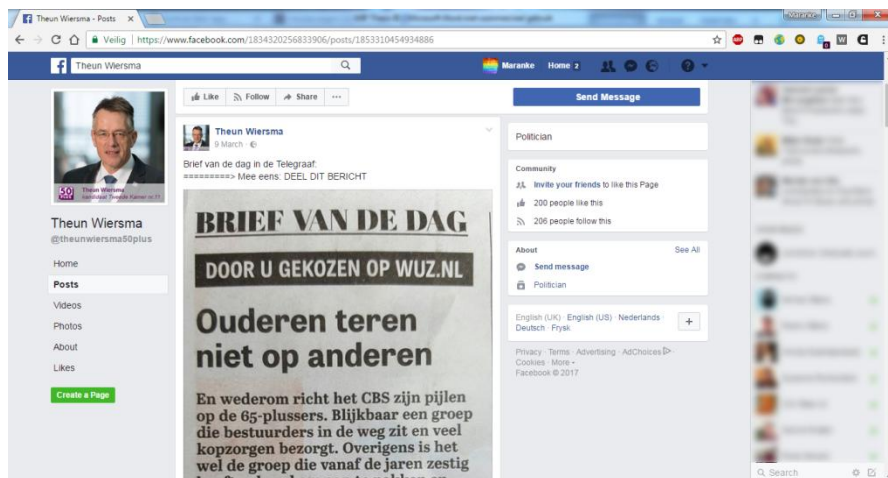 Theun Wiersma - Posts
Maranke
Veilig | https://www.facebook.com/1834320256833906/posts/1853310454934886
Theun Wiersma
Maranke Home 2
Like Follow Share
Send Message
Theun Wiersma
9 March
Brief van de dag in de Telegraaf:
=========> Mee eens: DEEL DIT BERICHT
BRIEF VAN DE DAG
DOOR U GEKOZEN OP WUZ.NL
Ouderen teren
niet op anderen
En wederom richt het CBS zijn pijlen
op de 65-plussers. Blijkbaar een groep
die bestuurders in de weg zit en veel
kopzorgen bezorgt. Overigens is het
wel de groep die vanaf de jaren zestig
50
Theun Wiersma
Theun Wiersma
@theunwiersma50plus
Home
Posts
Videos
Photos
About
Likes
Create a Page
Politician
Community
Invite your friends to like this Page
200 people like this
206 people follow this
About See All
Send message
Politician
English (UK) · English (US) · Nederlands ·
Deutsch · Frysk
Privacy · Terms · Advertising · AdChoices ·
Cookies · More
Facebook © 2017
Search